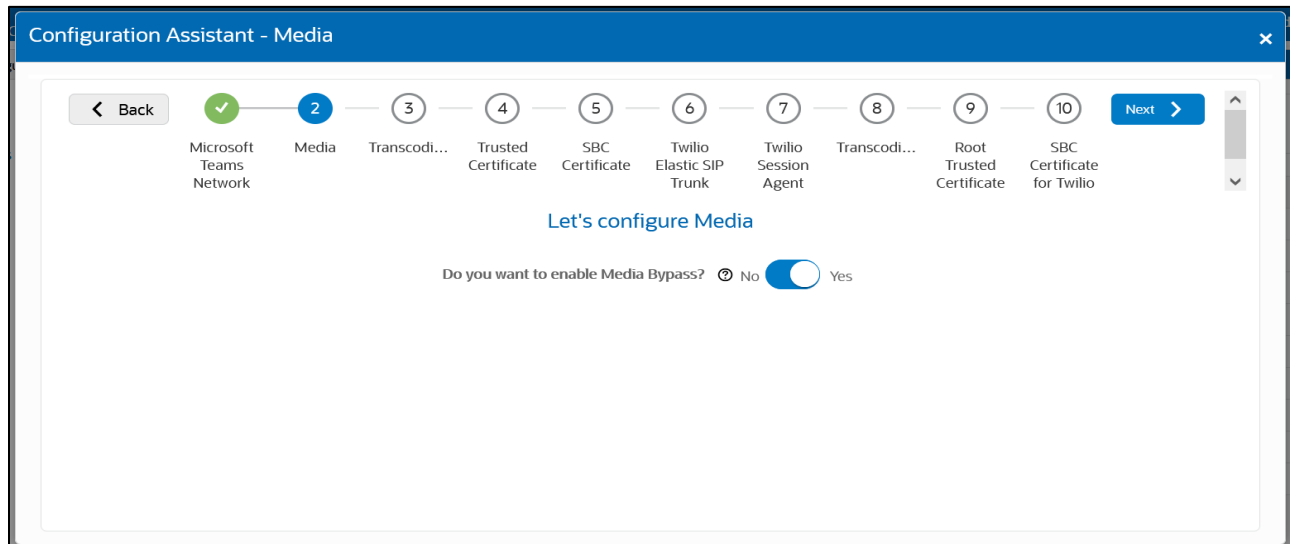 Configuration Assistant - Media
×
Back
2
3
4
5
6
7
8
9
10
Next
Microsoft
Teams
Network
Media
Transcodi...
Trusted
Certificate
SBC
Certificate
Twilio
Elastic SIP
Trunk
Twilio
Session
Agent
Transcodi...
Root
Trusted
Certificate
SBC
Certificate
for Twilio
Let's configure Media
Do you want to enable Media Bypass? ? No Yes